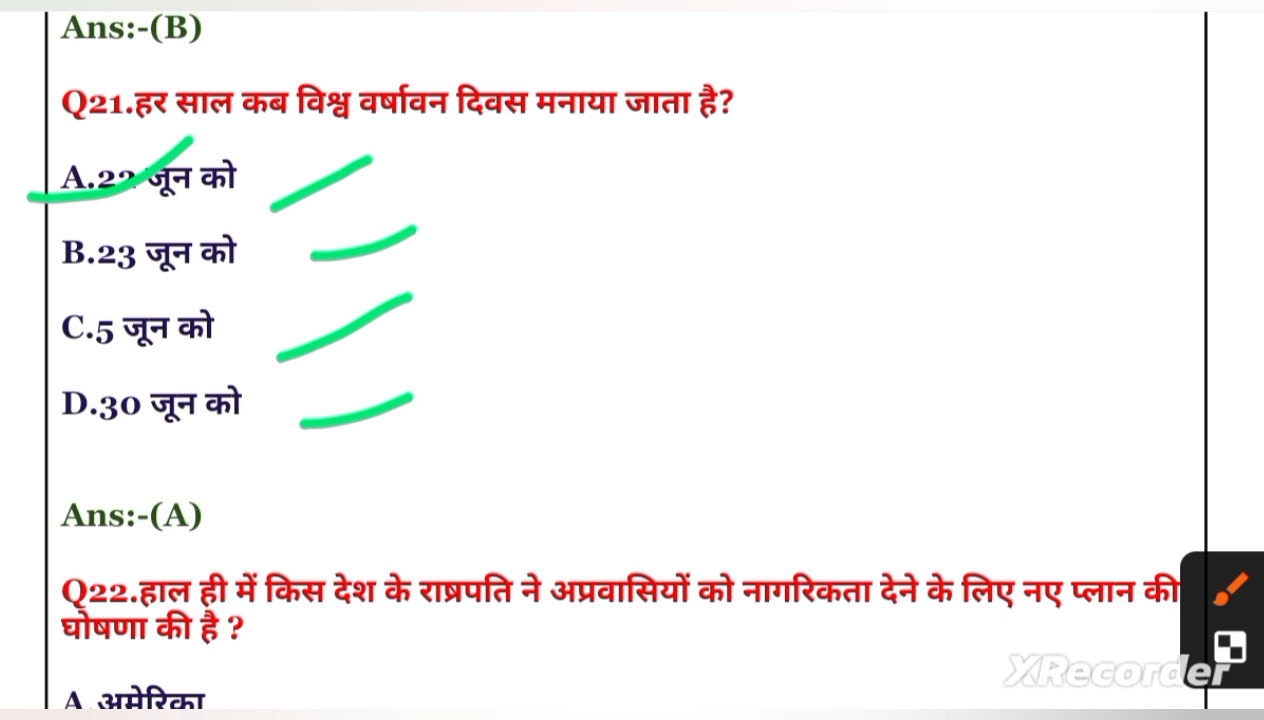 Ans:-(B)
Q21.हर साल कब विश्व वर्षावन दिवस मनाया जाता है?
A.22 जून को
B.23 जून को
C.5 जून को
D.30 जून को
Ans:-(A)
Q22.हाल ही में किस देश के राष्ट्रपति ने अप्रवासियों को नागरिकता देने के लिए नए प्लान की
घोषणा की है ?
A.अमेरिका
XRecorder